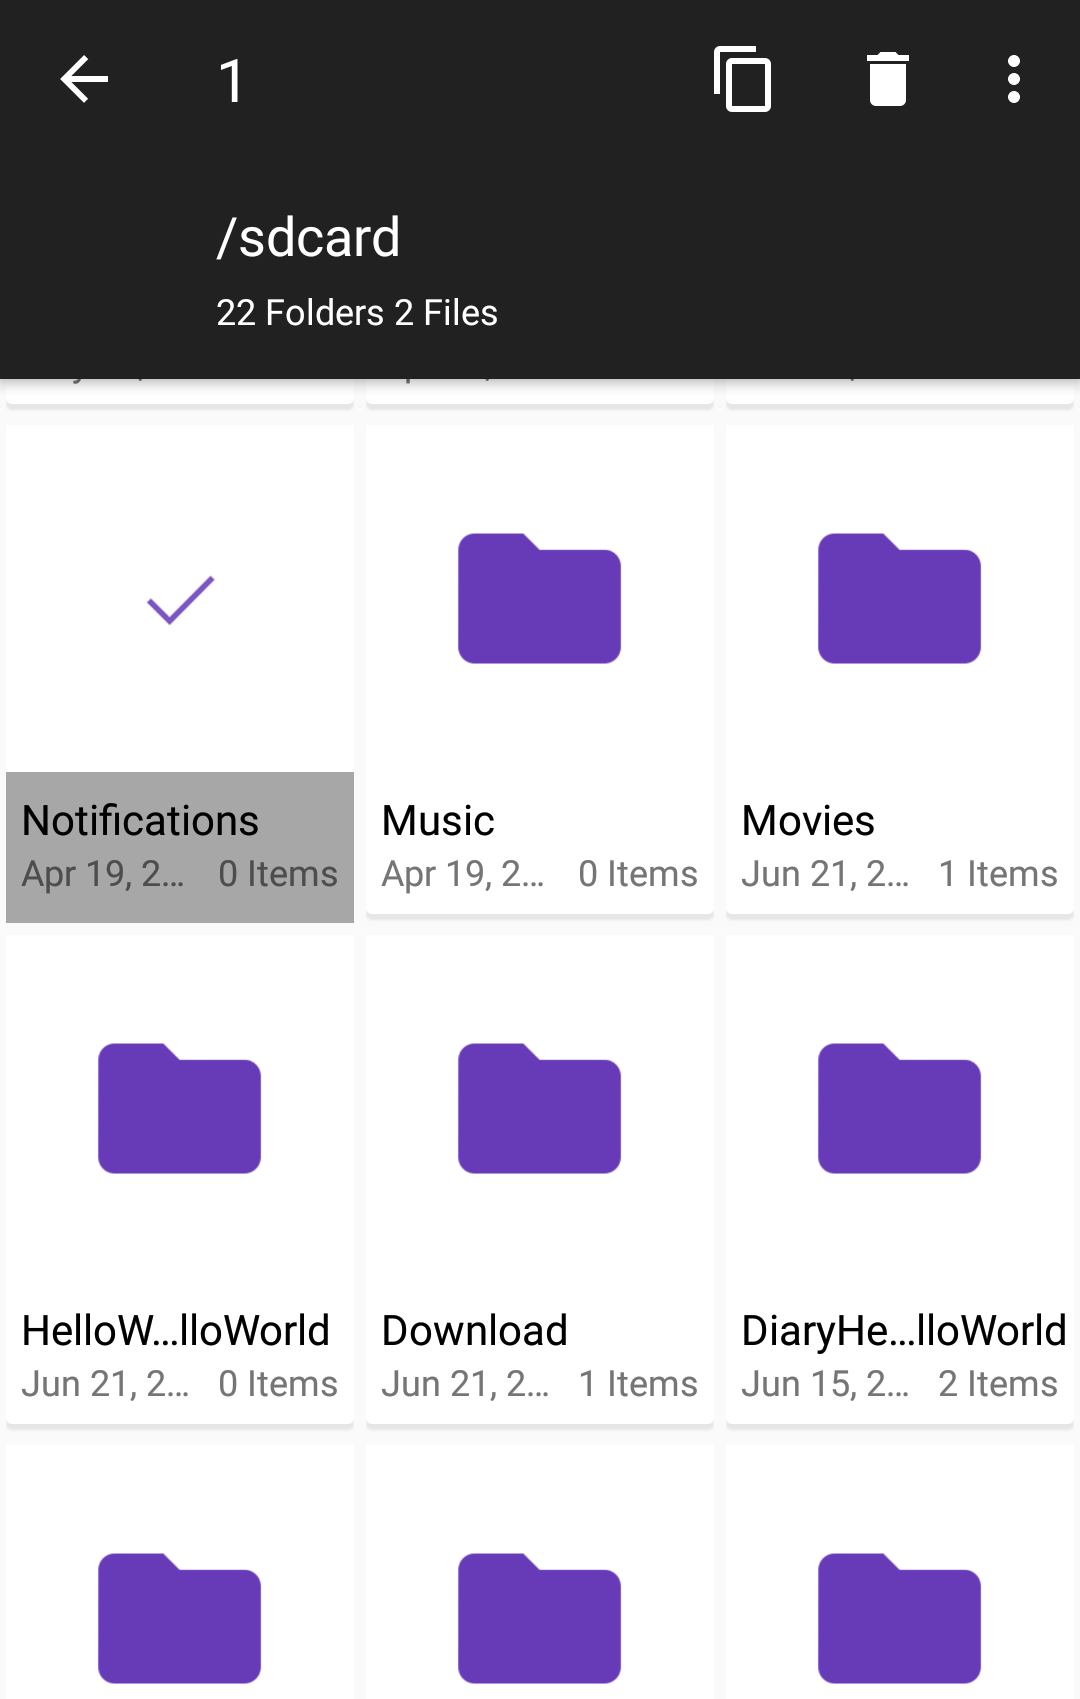 1
/sdcard
22 Folders 2 Files
Notifications
Apr 19, 2... 0 Items
Music
Apr 19, 2... 0 Items
Movies
Jun 21, 2... 1 Items
HelloW...lloWorld
Jun 21, 2... 0 Items
Download
Jun 21, 2... 1 Items
DiaryHe...lloWorld
Jun 15, 2... 2 Items